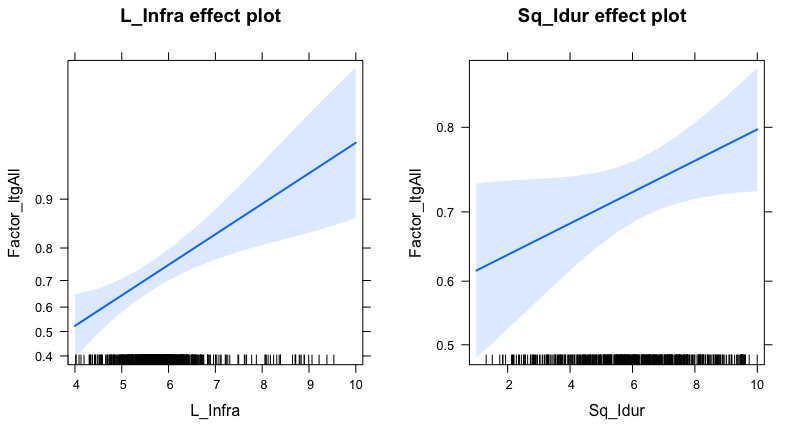 L_Infra effect plot
Factor_ltgAll
0.9
0.8
0.7
0.6
0.5
0.4
4 5 6 7 8 9 10
L_Infra
Sq_Idur effect plot
Factor_ltgAll
0.8
0.7
0.6
0.5
2 4 6 8 10
Sq_Idur